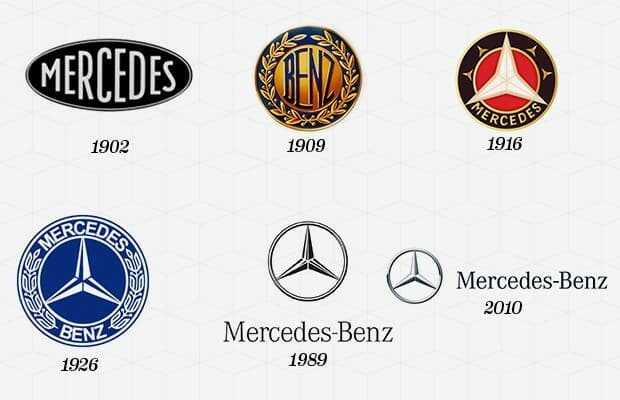 MERCEDES
1902
BENZ
1909
MERCEDES
1916
MERCEDES
BENZ
1926
Mercedes-Benz
1989
Mercedes-Benz
2010